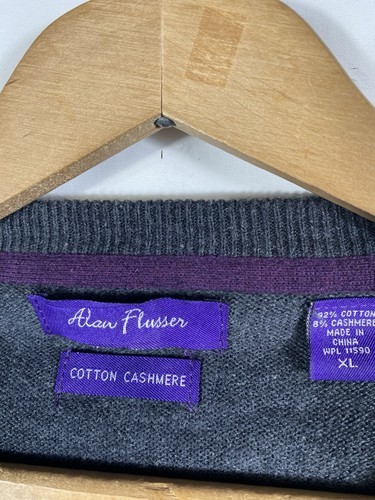 Alan Flusser
COTTON CASHMERE
92% COTTON
8% CASHMERE
MADE IN
CHINA
WPL 11590
XL